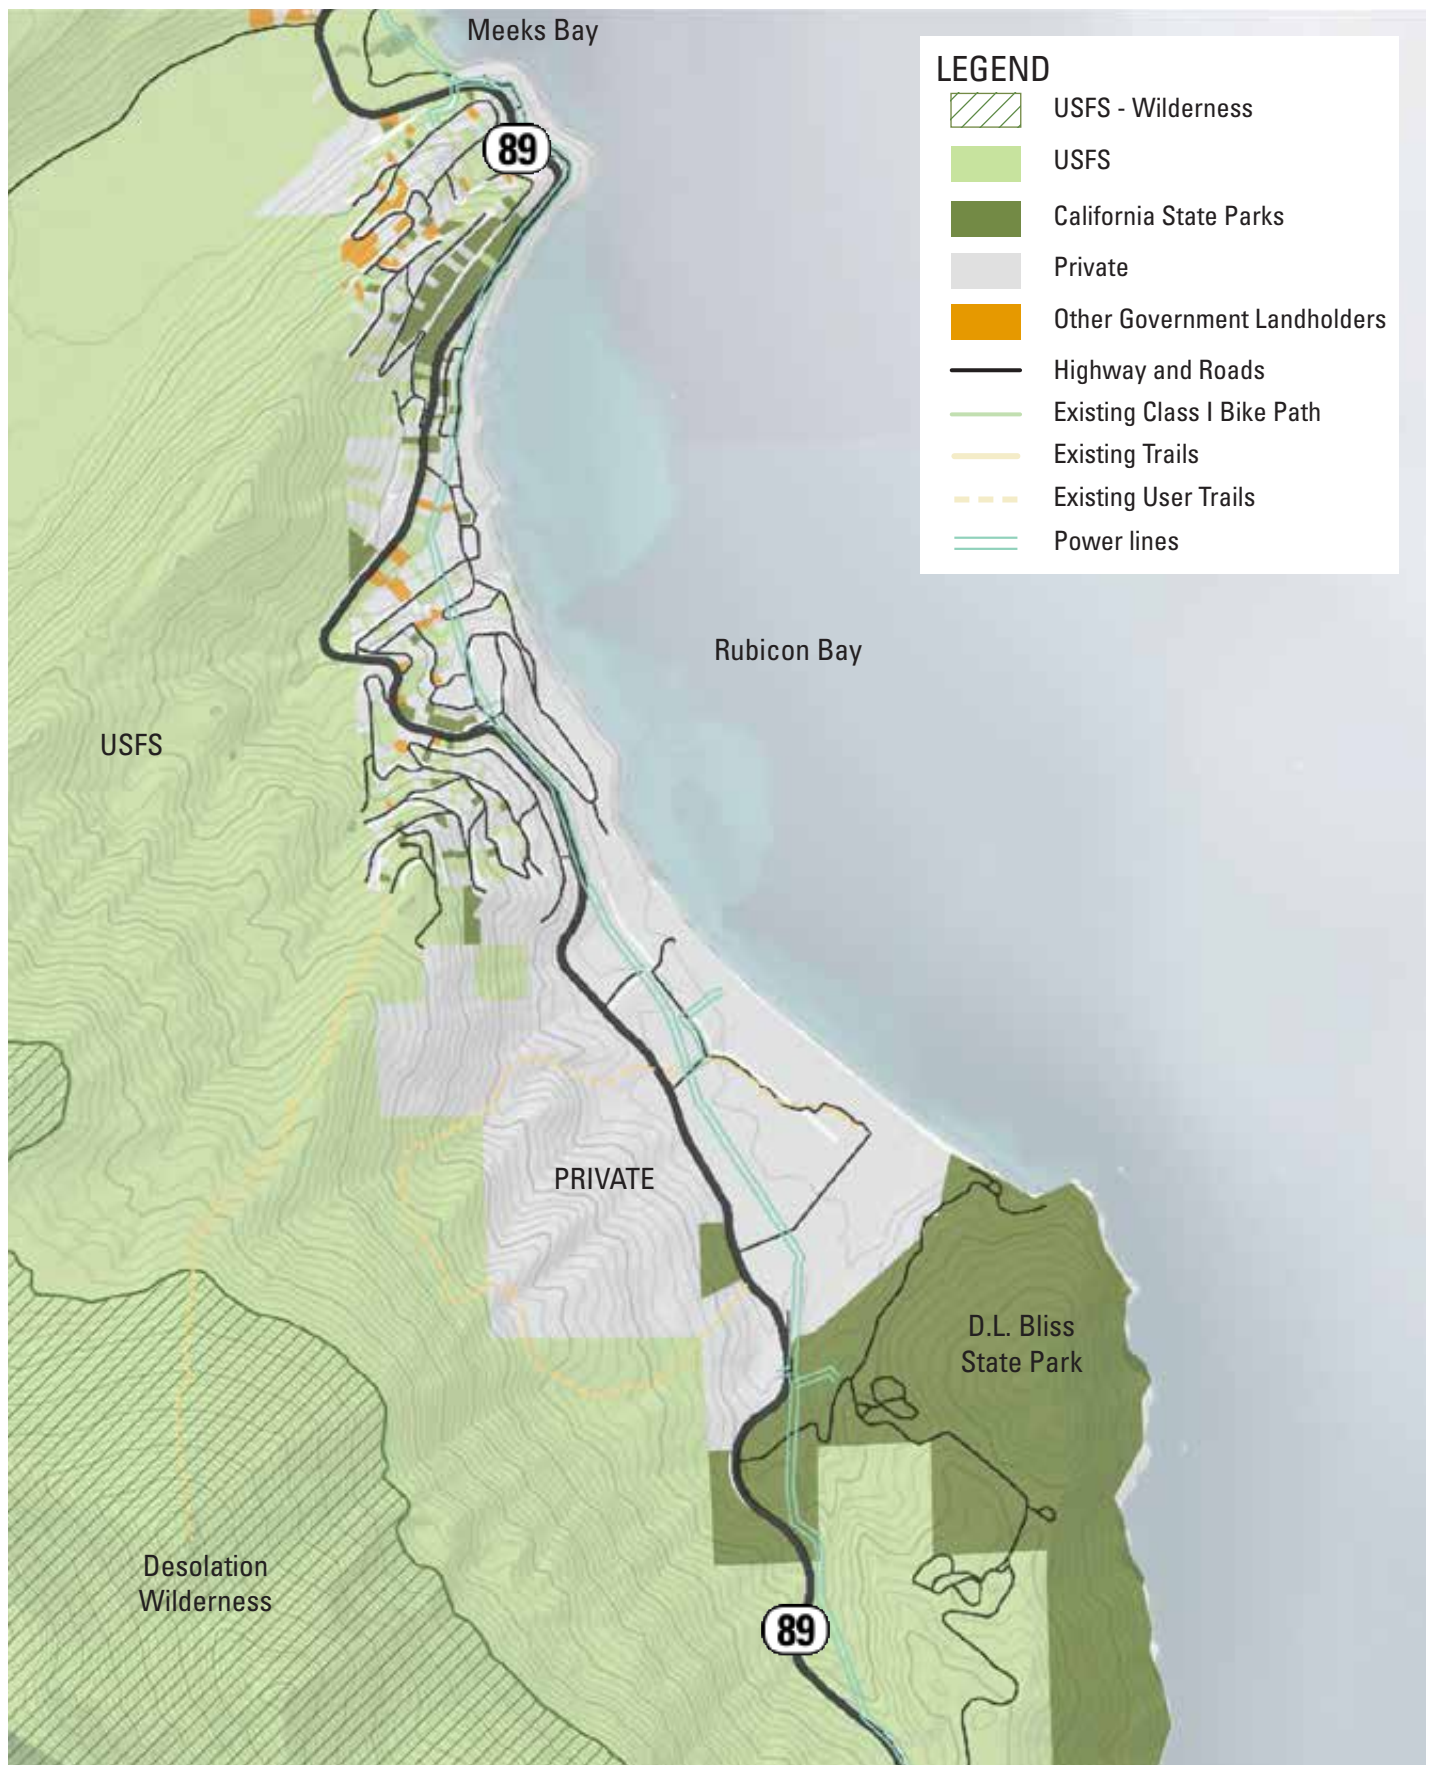 Meeks Bay
LEGEND
USFS - Wilderness
USFS
California State Parks
Private
Other Government Landholders
Highway and Roads
Existing Class I Bike Path
Existing Trails
Existing User Trails
Power lines
89
Rubicon Bay
USFS
PRIVATE
D.L. Bliss
State Park
Desolation
Wilderness
89